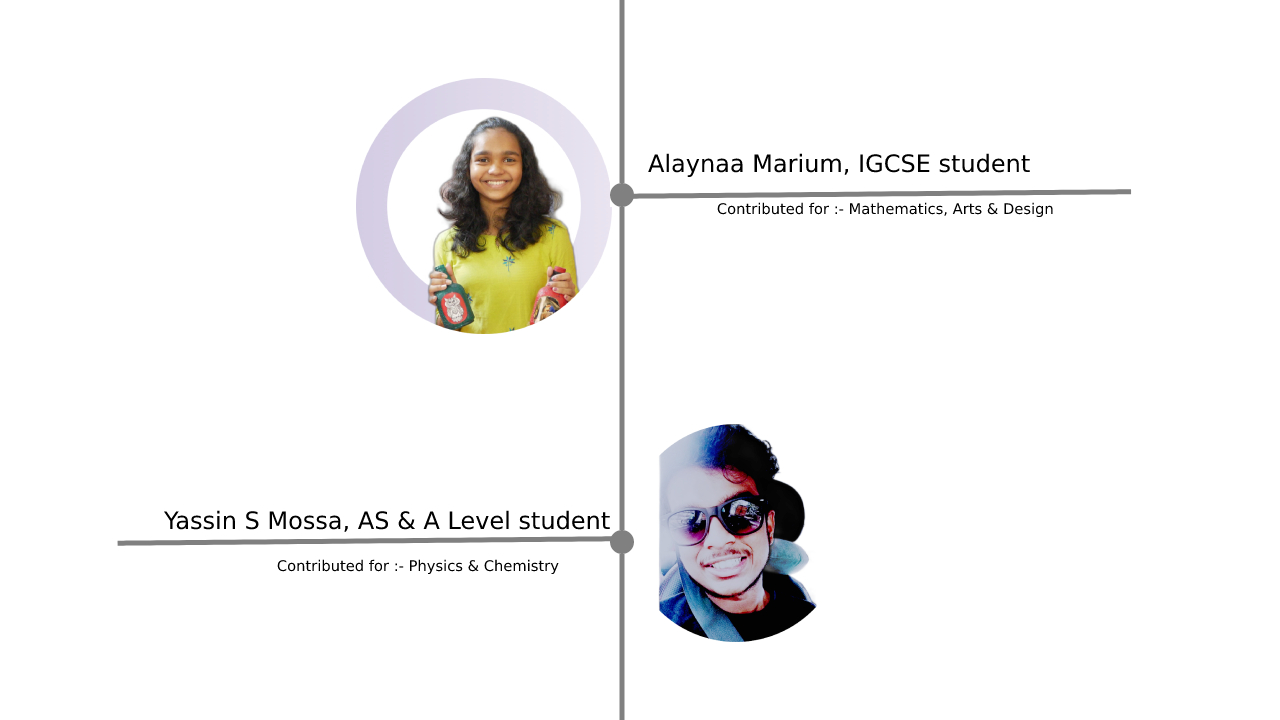 Alaynaa Marium, IGCSE student
Contributed for :- Mathematics, Arts & Design
Yassin S Mossa, AS & A Level student
Contributed for :- Physics & Chemistry